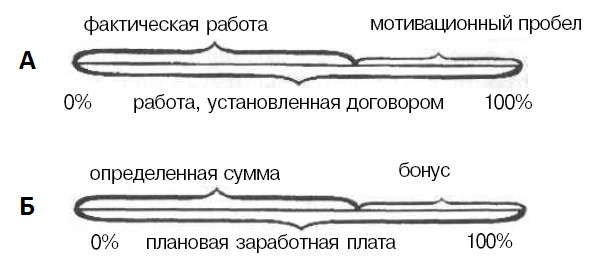 фактическая работа мотивационный пробел
А
0% работа, установленная договором 100%
определенная сумма бонус
Б
0% плановая заработная плата 100%